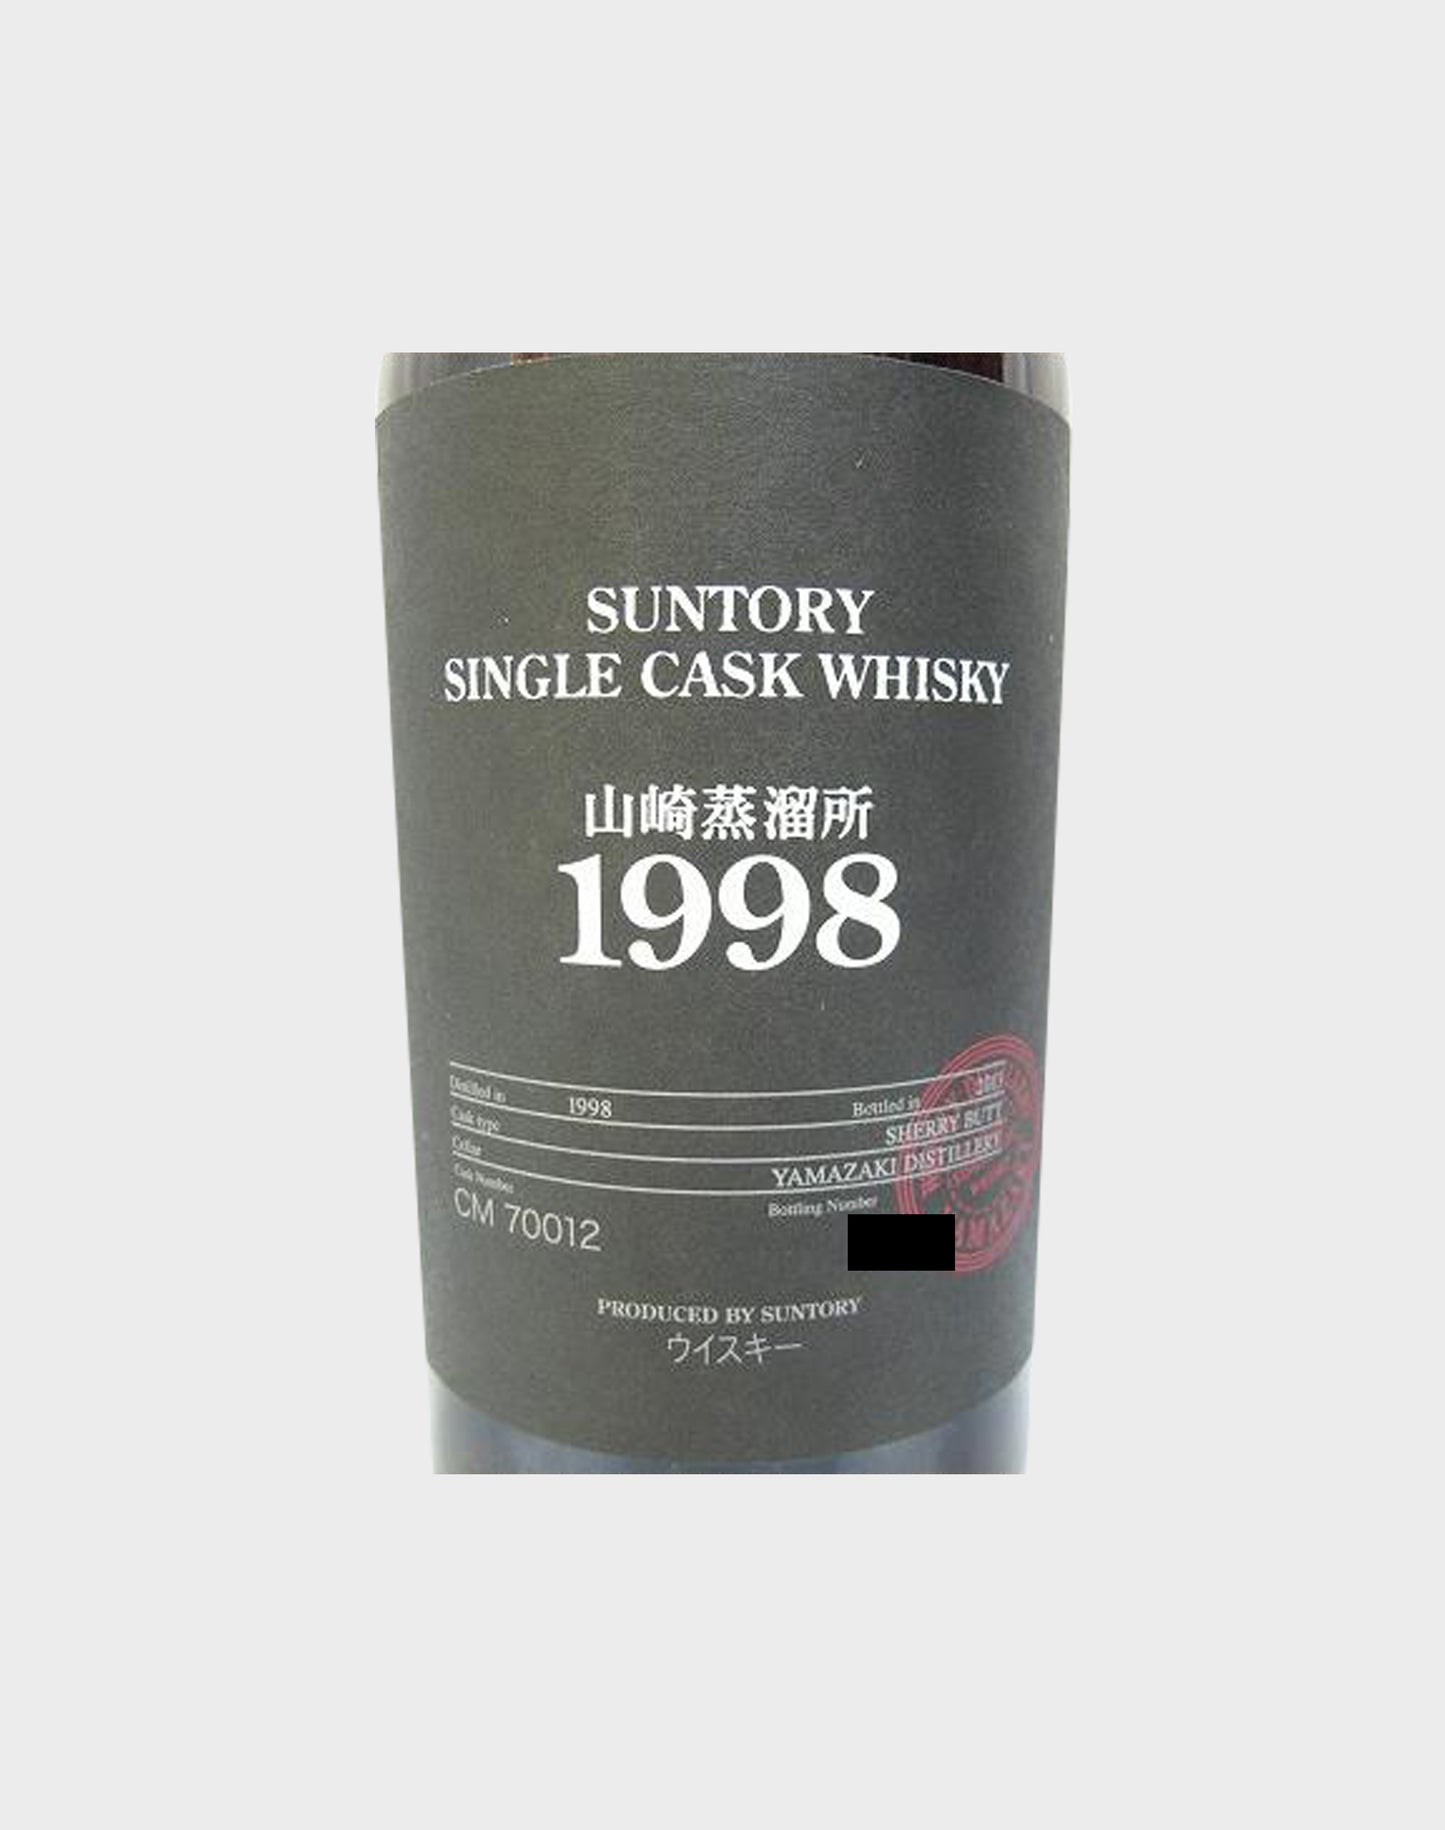 SUNTORY
SINGLE CASK WHISKY
山崎蒸溜所
1998
Distilled in 1998 Bottled in
Cask type SHERRY BUTT
Cellar YAMAZAKI DISTILLERY
Cask Number Bottling Number
CM 70012
PRODUCED BY SUNTORY
ウイスキー